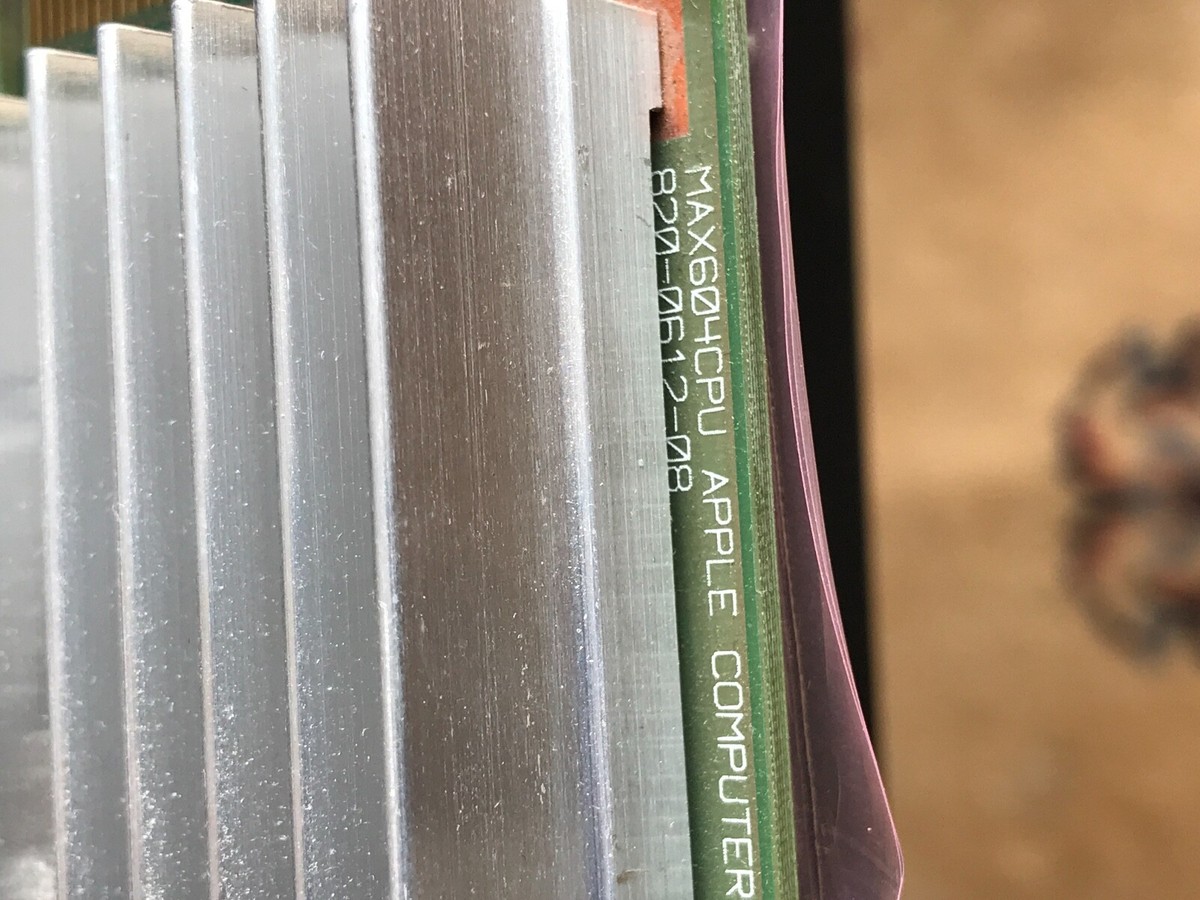 MAX604CPU APPLE COMPUTER
820-0612-08